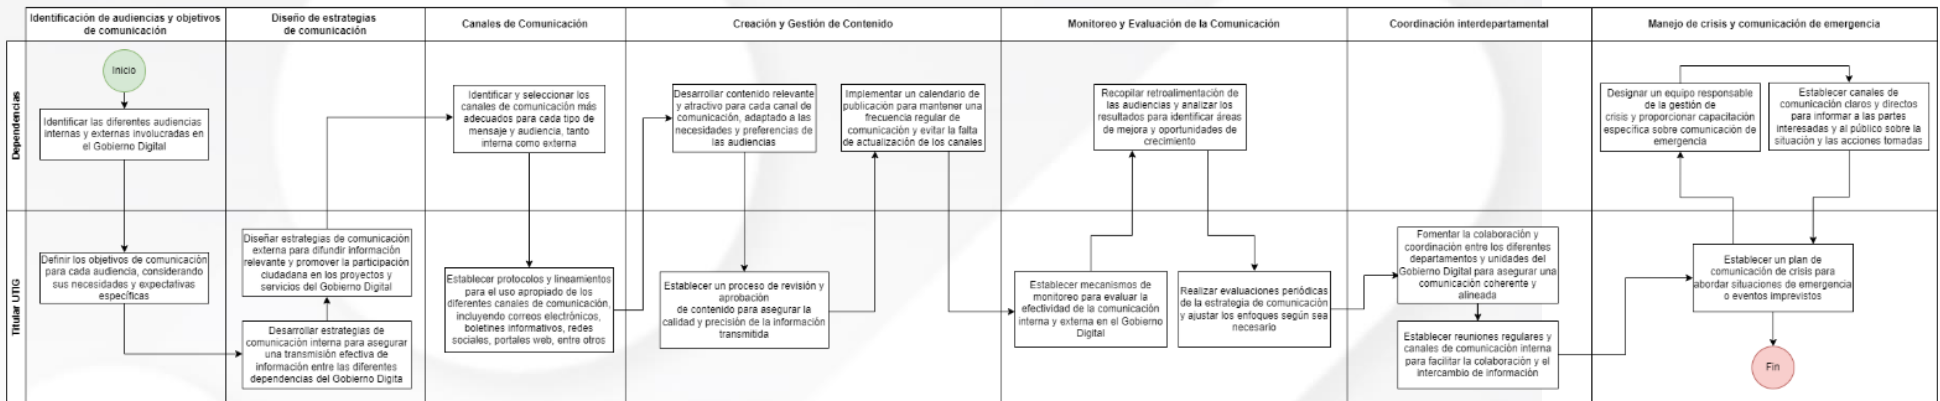 Identificación de audiencias y objetivos
de comunicación
Diseño de estrategias
de comunicación
Canales de Comunicación
Creación y Gestión de Contenido
Monitoreo y Evaluación de la Comunicación
Coordinación interdepartamental
Manejo de crisis y comunicación de emergencia
Dependencias
Inicio
Identificar las diferentes audiencias
internas y externas involucradas en
el Gobierno Digital
Identificar y seleccionar los
canales de comunicación más
adecuados para cada tipo de
mensaje y audiencia, tanto
interna como externa
Desarrollar contenido relevante
y atractivo para cada canal de
comunicación, adaptado a las
necesidades y preferencias de
las audiencias
Implementar un calendario de
publicación para mantener una
frecuencia regular de
comunicación y evitar la falta
de actualización de los canales
Recopilar retroalimentación de
las audiencias y analizar los
resultados para identificar áreas
de mejora y oportunidades de
crecimiento
Designar un equipo responsable
de la gestión de
crisis y proporcionar capacitación
específica sobre comunicación de
emergencia
Establecer canales de
comunicación claros y directos
para informar a las partes
interesadas y al público sobre la
situación y las acciones tomadas
Titular UTIG
Definir los objetivos de comunicación
para cada audiencia, considerando
sus necesidades y expectativas
específicas
Diseñar estrategias de comunicación
externa para difundir información
relevante y promover la participación
ciudadana en los proyectos y
servicios del Gobierno Digital
Desarrollar estrategias de
comunicación interna para asegurar
una transmisión efectiva de
información entre las diferentes
dependencias del Gobierno Digita
Establecer protocolos y lineamientos
para el uso apropiado de los
diferentes canales de comunicación,
incluyendo correos electrónicos,
boletines informativos, redes
sociales, portales web, entre otros
Establecer un proceso de revisión y
aprobación
de contenido para asegurar la
calidad y precisión de la información
transmitida
Establecer mecanismos de
monitoreo para evaluar la
efectividad de la comunicación
interna y externa en el Gobierno
Digital
Realizar evaluaciones periódicas
de la estrategia de comunicación
y ajustar los enfoques según sea
necesario
Fomentar la colaboración y
coordinación entre los diferentes
departamentos y unidades del
Gobierno Digital para asegurar una
comunicación coherente y
alineada
Establecer reuniones regulares y
canales de comunicación interna
para facilitar la colaboración y el
intercambio de información
Establecer un plan de
comunicación de crisis para
abordar situaciones de emergencia
o eventos imprevistos
Fin